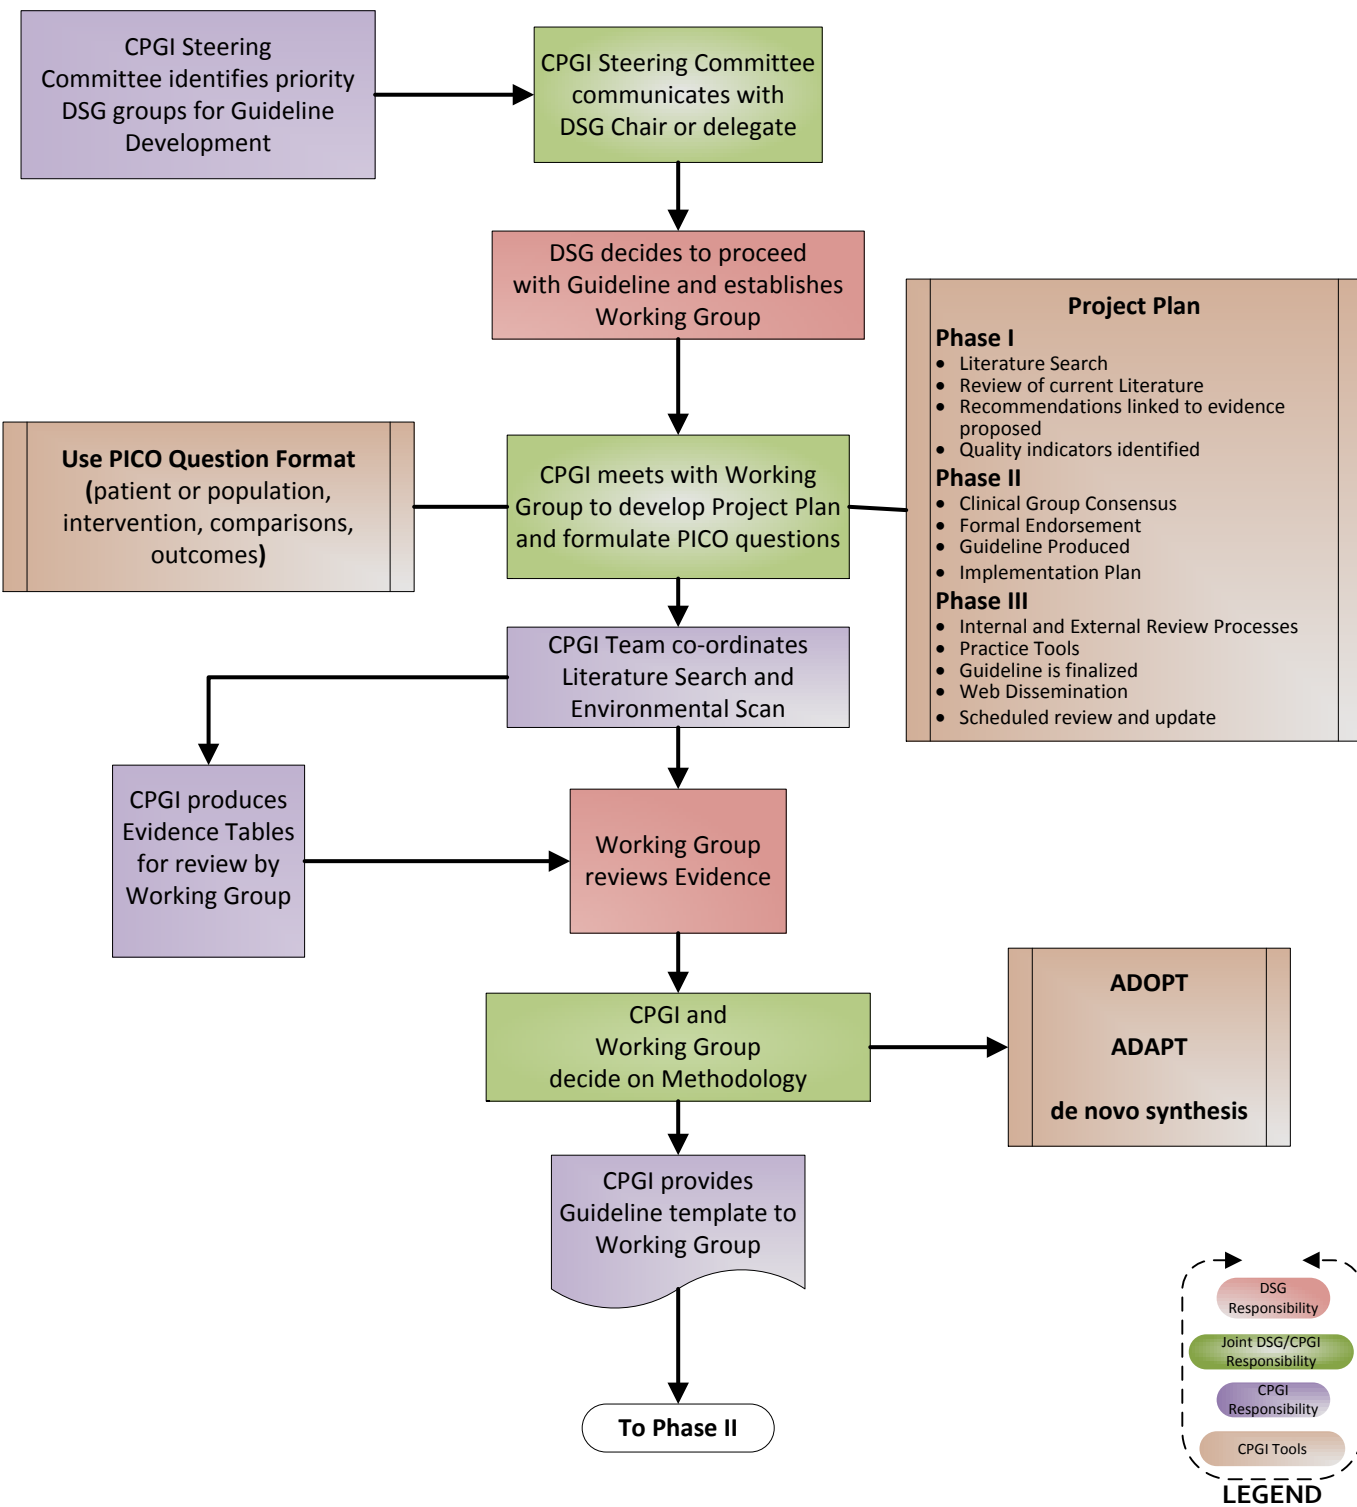 CPGI Steering
Committee identifies priority
DSG groups for Guideline
Development
CPGI Steering Committee
communicates with
DSG Chair or delegate
DSG decides to proceed
with Guideline and establishes
Working Group
Project Plan
Phase I
• Literature Search
• Review of current Literature
• Recommendations linked to evidence
proposed
• Quality indicators identified
Phase II
• Clinical Group Consensus
• Formal Endorsement
• Guideline Produced
• Implementation Plan
Phase III
• Internal and External Review Processes
• Practice Tools
• Guideline is finalized
• Web Dissemination
• Scheduled review and update
Use PICO Question Format
(patient or population,
intervention, comparisons,
outcomes)
CPGI meets with Working
Group to develop Project Plan
and formulate PICO questions
CPGI Team co-ordinates
Literature Search and
Environmental Scan
CPGI produces
Evidence Tables
for review by
Working Group
Working Group
reviews Evidence
CPGI and
Working Group
decide on Methodology
ADOPT
ADAPT
de novo synthesis
CPGI provides
Guideline template to
Working Group
To Phase II
DSG
Responsibility
Joint DSG/CPGI
Responsibility
CPGI
Responsibility
CPGI Tools
LEGEND